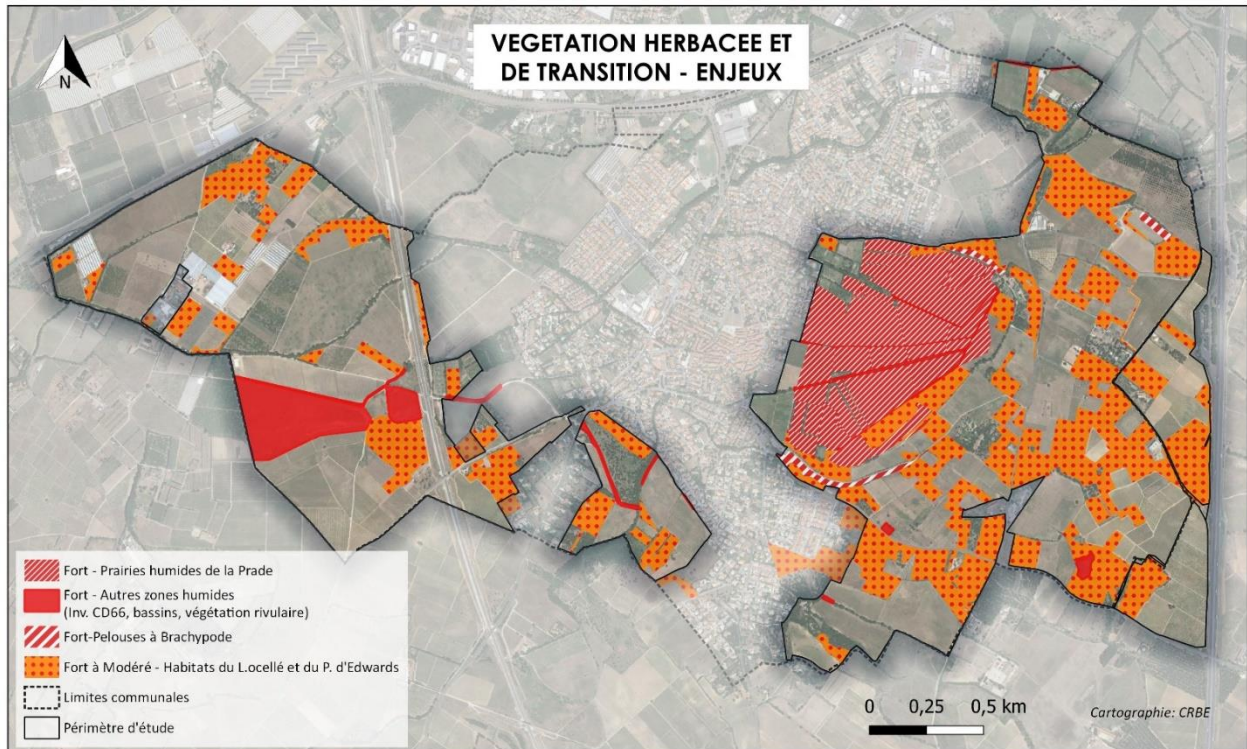 VEGETATION HERBACEE ET
DE TRANSITION - ENJEUX
N
Fort - Prairies humides de la Prade
Fort - Autres zones humides
(Inv. CD66, bassins, végétation rivulaire)
Fort-Pelouses à Brachypode
Fort à Modéré - Habitats du L.ocellé et du P. d'Edwards
Limites communales
Périmètre d'étude
0 0,25 0,5 km
Cartographie: CRBE